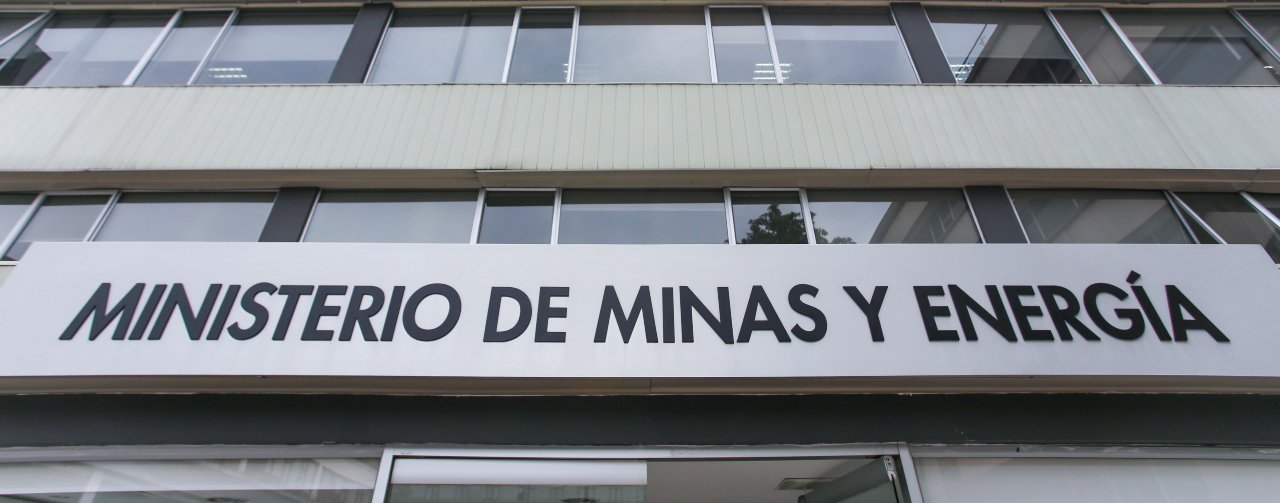 MINISTERIO DE MINAS Y ENERGÍA